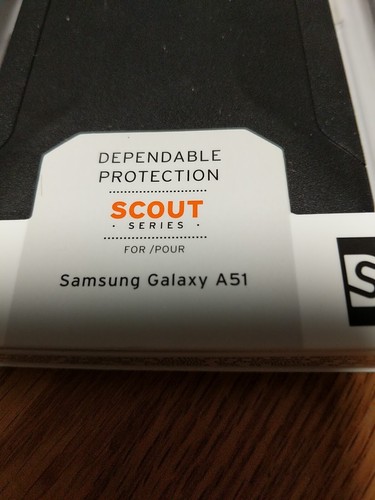 DEPENDABLE
PROTECTION
SCOUT
· SERIES ·
FOR /POUR
Samsung Galaxy A51
S